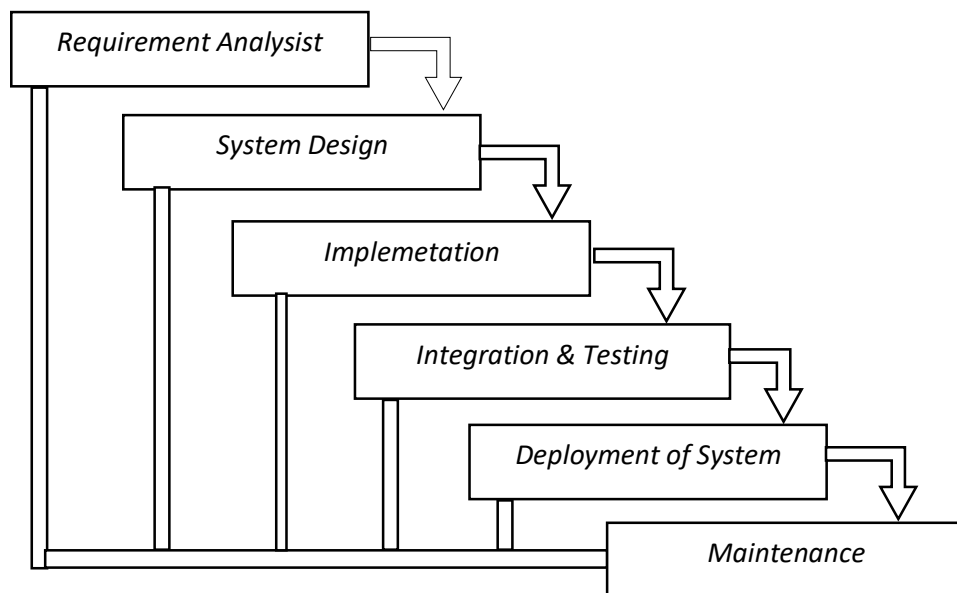 Requirement Analysist
System Design
Implemetation
Integration & Testing
Deployment of System
Maintenance